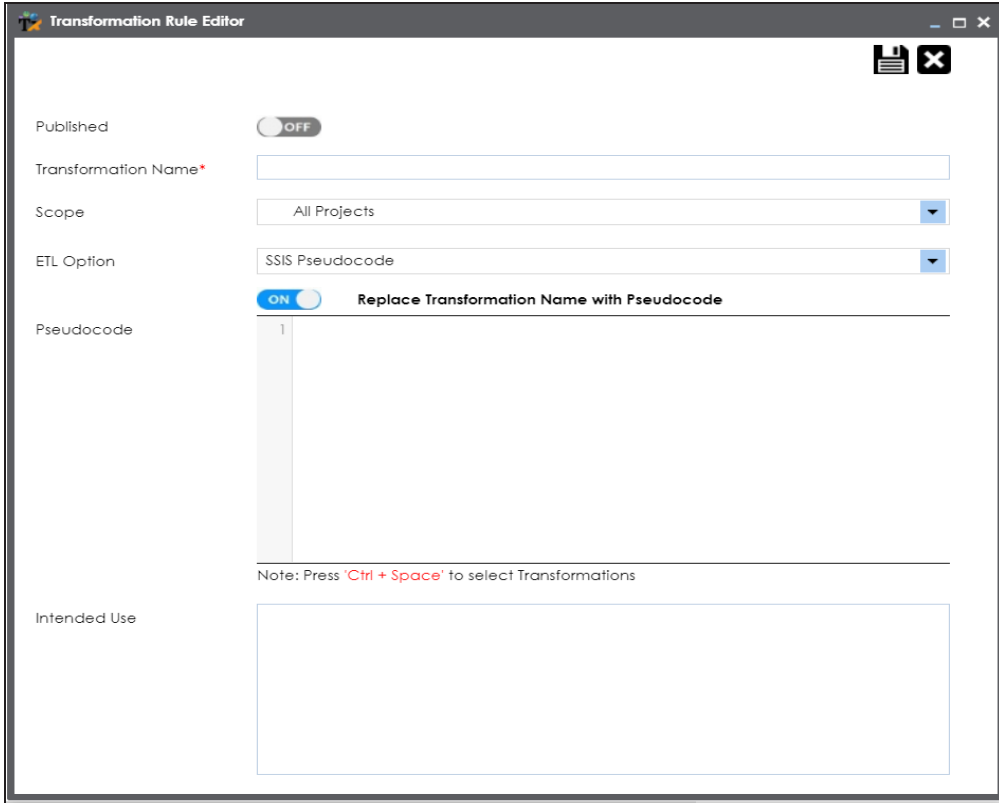 Transformation Rule Editor
Published
OFF
Transformation Name*
Scope
All Projects
ETL Option
SSIS Pseudocode
ON
Replace Transformation Name with Pseudocode
Pseudocode
1
Note: Press 'Ctrl + Space' to select Transformations
Intended Use